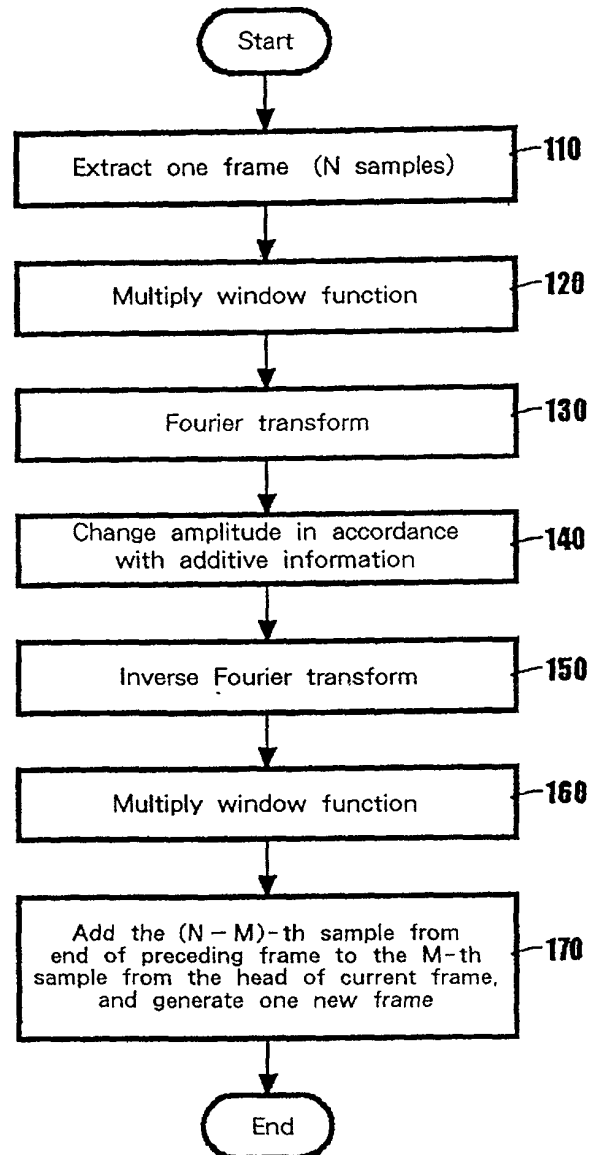 Start
Extract one frame (N samples)
110
Multiply window function
120
Fourier transform
130
Change amplitude in accordance
with additive information
140
Inverse Fourier transform
150
Multiply window function
160
Add the (N − M)-th sample from
end of preceding frame to the M-th
sample from the head of current frame,
and generate one new frame
170
End